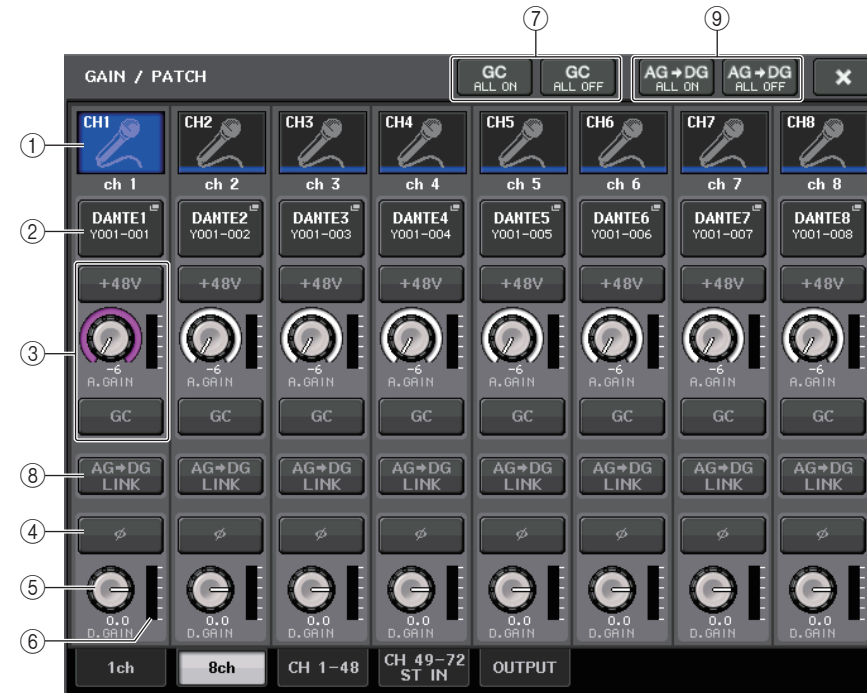 ⑦ ⑨
GAIN / PATCH
GC ALL ON
GC ALL OFF
AG→DG ALL ON
AG→DG ALL OFF
①
CH1 CH2 CH3 CH4 CH5 CH6 CH7 CH8
ch 1 ch 2 ch 3 ch 4 ch 5 ch 6 ch 7 ch 8
②
DANTE1 DANTE2 DANTE3 DANTE4 DANTE5 DANTE6 DANTE7 DANTE8
Y001-001 Y001-002 Y001-003 Y001-004 Y001-005 Y001-006 Y001-007 Y001-008
+48V +48V +48V +48V +48V +48V +48V +48V
③
-6 -6 -6 -6 -6 -6 -6 -6
A.GAIN A.GAIN A.GAIN A.GAIN A.GAIN A.GAIN A.GAIN A.GAIN
GC GC GC GC GC GC GC GC
⑧
AG→DG AG→DG AG→DG AG→DG AG→DG AG→DG AG→DG AG→DG
LINK LINK LINK LINK LINK LINK LINK LINK
④
ø ø ø ø ø ø ø ø
⑤
⑥
0.0 0.0 0.0 0.0 0.0 0.0 0.0 0.0
D.GAIN D.GAIN D.GAIN D.GAIN D.GAIN D.GAIN D.GAIN D.GAIN
1ch
8ch
CH 1-48
CH 49-72
ST IN
OUTPUT